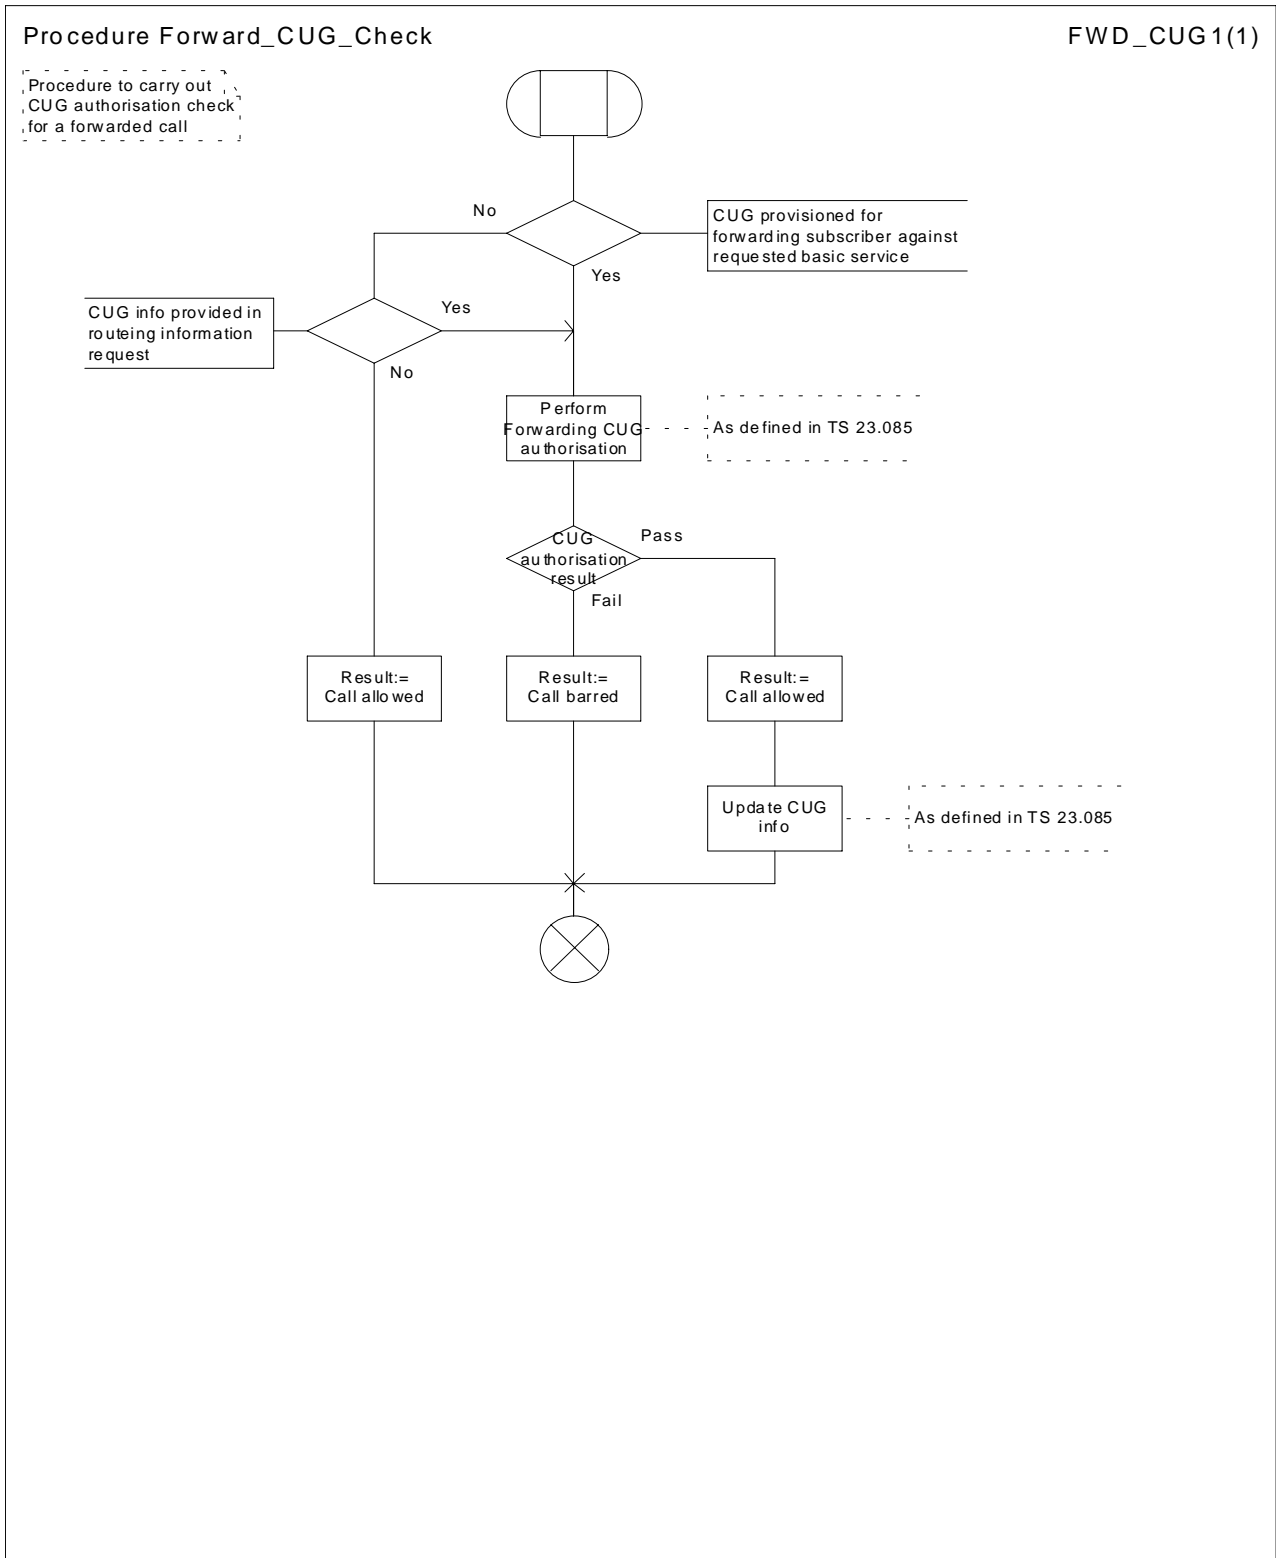 Procedure Forward_CUG_Check
FWD_CUG1(1)
Procedure to carry out
CUG authorisation check
for a forwarded call
No
CUG provisioned for
forwarding subscriber against
requested basic service
Yes
CUG info provided in
routeing information
request
Yes
No
Perform
Forwarding CUG
authorisation
As defined in TS 23.085
CUG
authorisation
result
Pass
Fail
Result:=
Call allowed
Result:=
Call barred
Result:=
Call allowed
Update CUG
info
As defined in TS 23.085